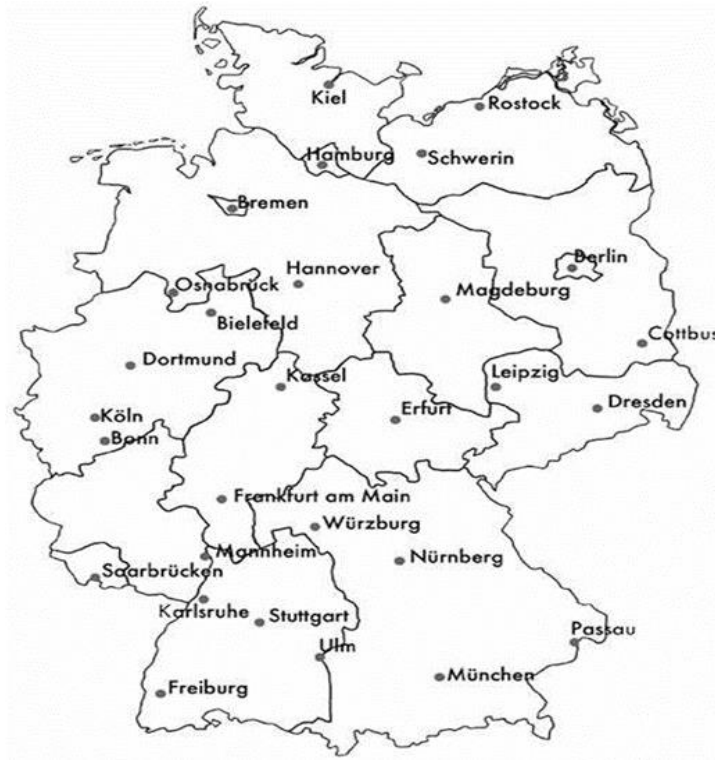 Kiel
Rostock
Hamburg
Schwerin
Bremen
Berlin
Hannover
Osnabrück
Magdeburg
Bielefeld
Cottbus
Dortmund
Kassel
Leipzig
Köln
Erfurt
Dresden
Bonn
Frankfurt am Main
Würzburg
Mannheim
Nürnberg
Saarbrücken
Karlsruhe
Stuttgart
Passau
Ulm
München
Freiburg